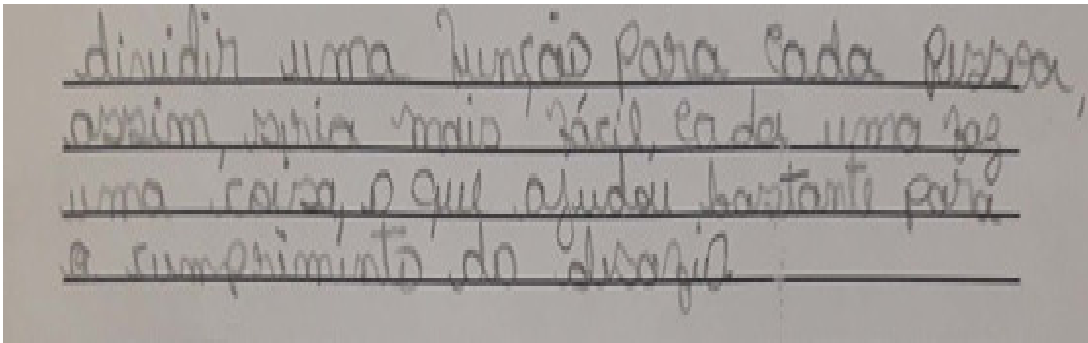 dividir uma função para cada pessoa,
assim, seria mais fácil, cada uma faz
uma coisa, o que ajudou bastante para
o cumprimento do desafio